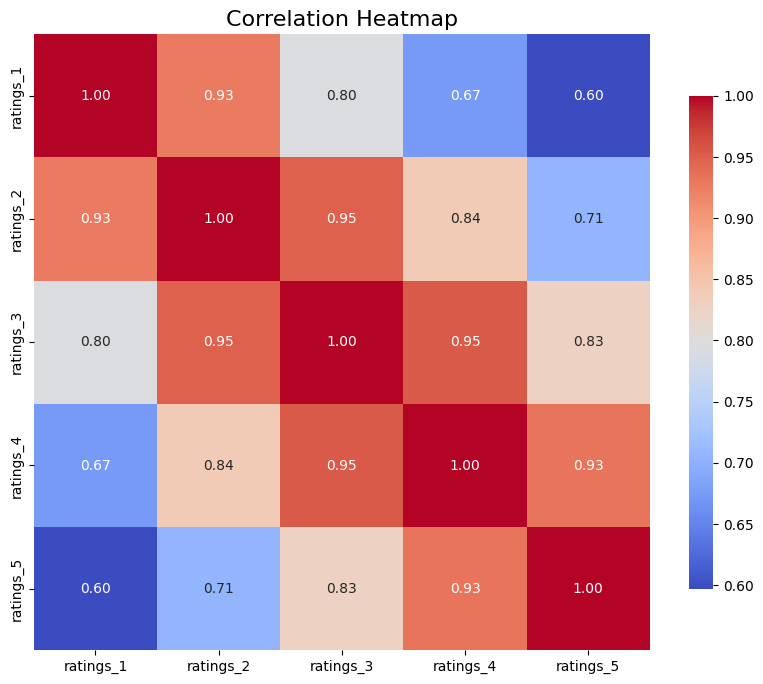 Correlation Heatmap
ratings_1 1.00 0.93 0.80 0.67 0.60
ratings_2 0.93 1.00 0.95 0.84 0.71
ratings_3 0.80 0.95 1.00 0.95 0.83
ratings_4 0.67 0.84 0.95 1.00 0.93
ratings_5 0.60 0.71 0.83 0.93 1.00
ratings_1 ratings_2 ratings_3 ratings_4 ratings_5
1.00
0.95
0.90
0.85
0.80
0.75
0.70
0.65
0.60